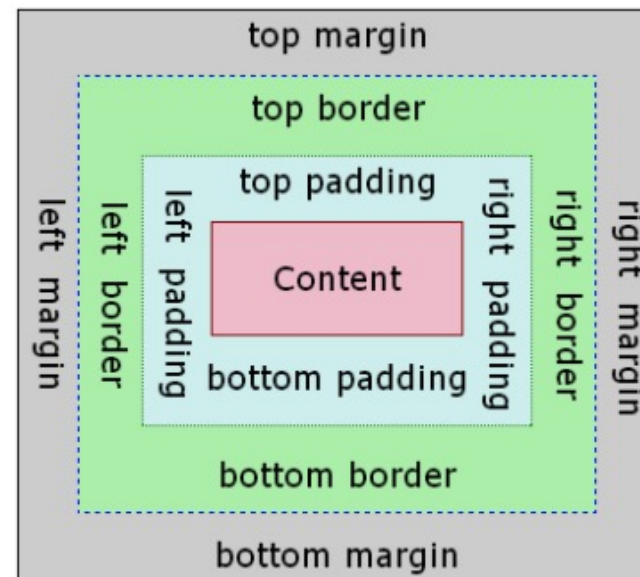 top margin
top border
top padding
left margin
left border
left padding
Content
right padding
right border
right margin
bottom padding
bottom border
bottom margin